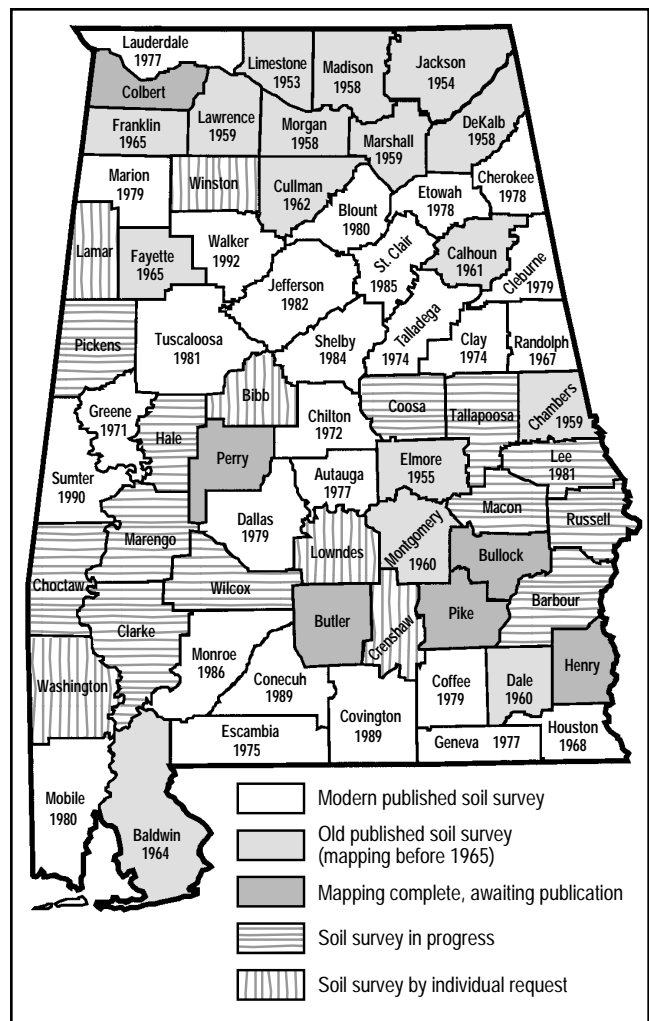 Lauderdale
1977
Limestone
1953
Madison
1958
Jackson
1954
Colbert
Franklin
1965
Lawrence
1959
Morgan
1958
Marshall
1959
DeKalb
1958
Marion
1979
Winston
Cullman
1962
Blount
1980
Etowah
1978
Cherokee
1978
Lamar
Fayette
1965
Walker
1992
Jefferson
1982
St. Clair
1985
Calhoun
1961
Cleburne
1979
Pickens
Tuscaloosa
1981
Shelby
1984
Talladega
1974
Clay
1974
Randolph
1967
Greene
1971
Hale
Bibb
Chilton
1972
Coosa
Tallapoosa
Chambers
1959
Sumter
1990
Perry
Autauga
1977
Elmore
1955
Lee
1981
Marengo
Dallas
1979
Lowndes
Montgomery
1960
Macon
Russell
Bullock
Choctaw
Wilcox
Clarke
Butler
Crenshaw
Pike
Barbour
Washington
Monroe
1986
Conecuh
1989
Covington
1989
Coffee
1979
Dale
1960
Henry
Escambia
1975
Geneva 1977
Houston
1968
Mobile
1980
Baldwin
1964
Modern published soil survey
Old published soil survey
(mapping before 1965)
Mapping complete, awaiting publication
Soil survey in progress
Soil survey by individual request